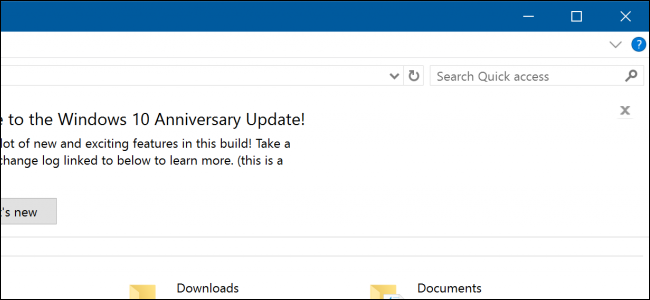 ?
Search Quick access
to the Windows 10 Anniversary Update!
lot of new and exciting features in this build! Take a
change log linked to below to learn more. (this is a
's new
Downloads
Documents